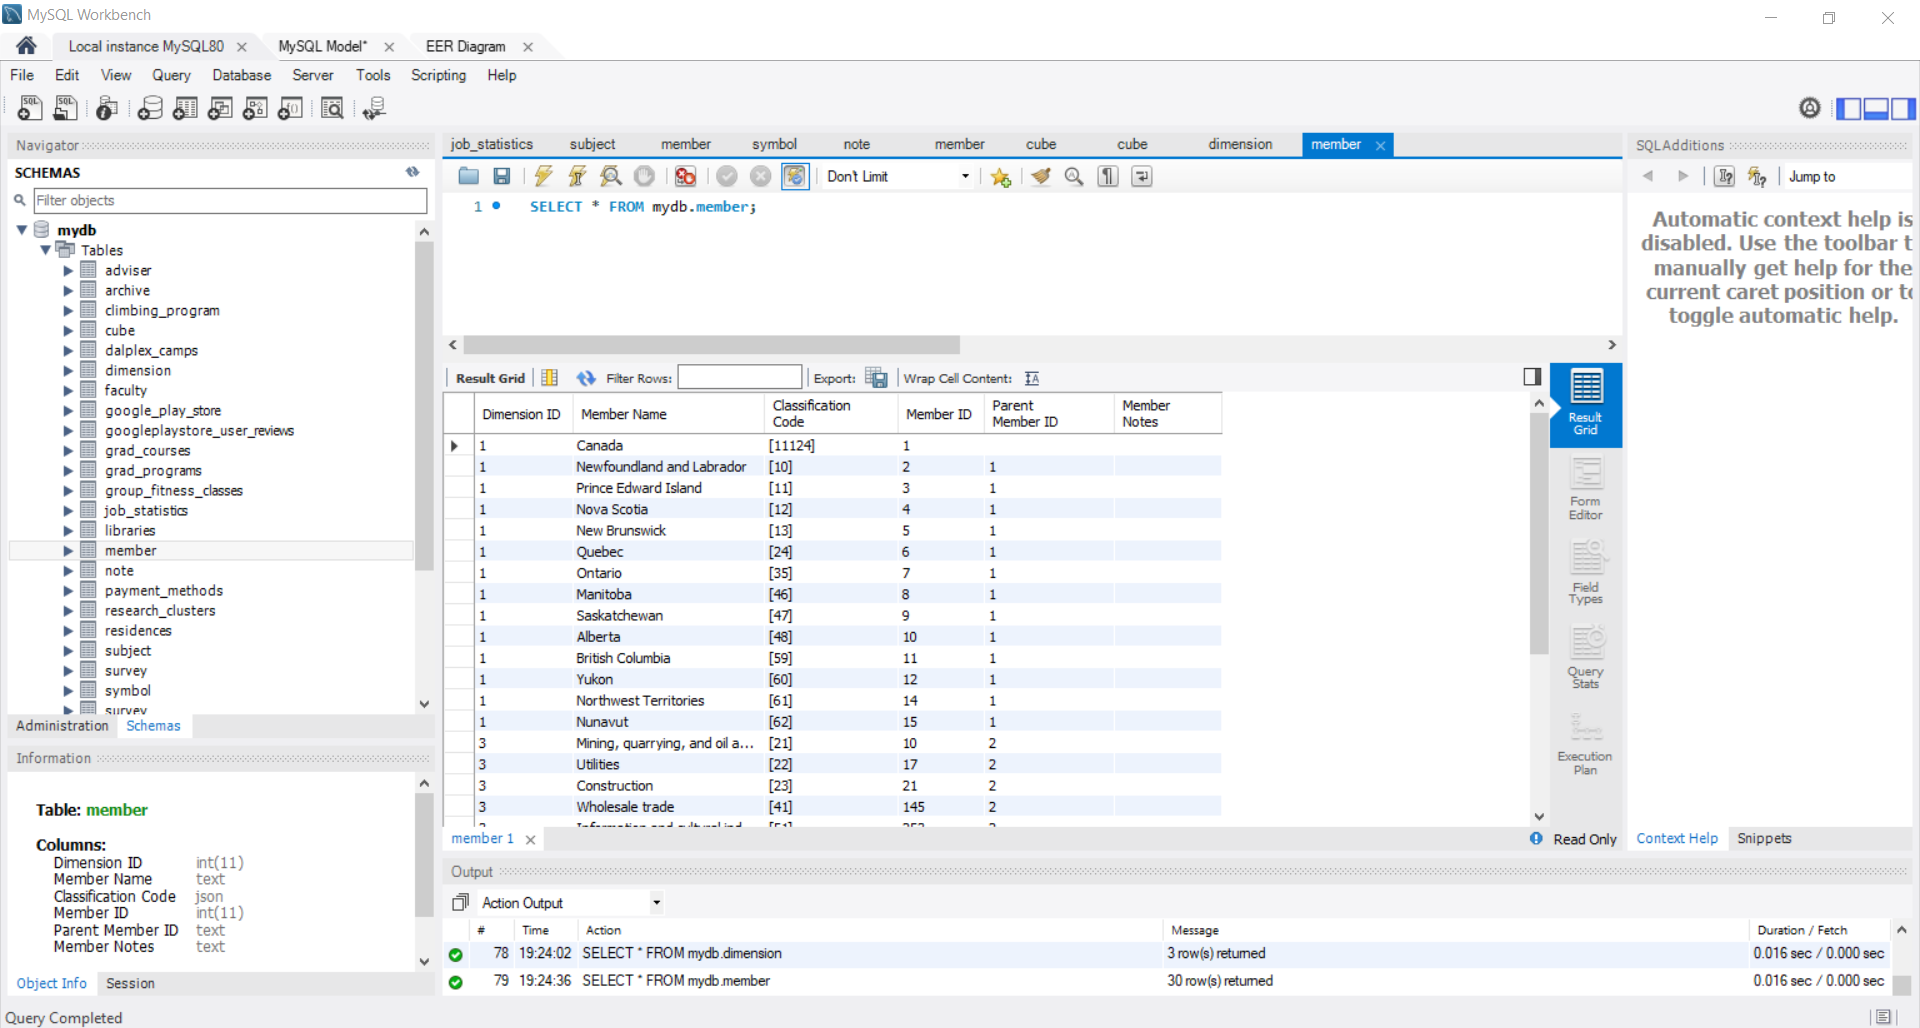 MySQL Workbench
Local instance MySQL80
MySQL Model*
EER Diagram
File Edit View Query Database Server Tools Scripting Help
Navigator
SCHEMAS
Filter objects
mydb
Tables
adviser
archive
climbing_program
cube
dalplex_camps
dimension
faculty
google_play_store
googleplaystore_user_reviews
grad_courses
grad_programs
group_fitness_classes
job_statistics
libraries
member
note
payment_methods
research_clusters
residences
subject
survey
symbol
survey
Administration Schemas
Information
Table: member
Columns:
Dimension ID int(11)
Member Name text
Classification Code json
Member ID int(11)
Parent Member ID text
Member Notes text
Object Info Session
Query Completed
job_statistics subject member symbol note member cube cube dimension member
Don't Limit
1 SELECT * FROM mydb.member;
Result Grid Filter Rows: Export: Wrap Cell Content:
Dimension ID Member Name Classification Code Member ID Parent Member ID Member Notes
1 Canada [11124] 1
1 Newfoundland and Labrador [10] 2 1
1 Prince Edward Island [11] 3 1
1 Nova Scotia [12] 4 1
1 New Brunswick [13] 5 1
1 Quebec [24] 6 1
1 Ontario [35] 7 1
1 Manitoba [46] 8 1
1 Saskatchewan [47] 9 1
1 Alberta [48] 10 1
1 British Columbia [59] 11 1
1 Yukon [60] 12 1
1 Northwest Territories [61] 14 1
1 Nunavut [62] 15 1
3 Mining, quarrying, and oil a... [21] 10 2
3 Utilities [22] 17 2
3 Construction [23] 21 2
3 Wholesale trade [41] 145 2
member 1
Read Only
Result Grid
Form Editor
Field Types
Query Stats
Execution Plan
Output
Action Output
# Time Action Message Duration / Fetch
78 19:24:02 SELECT * FROM mydb.dimension 3 row(s) returned 0.016 sec / 0.000 sec
79 19:24:36 SELECT * FROM mydb.member 30 row(s) returned 0.016 sec / 0.000 sec
SQLAdditions
Jump to
Automatic context help is
disabled. Use the toolbar t
manually get help for the
current caret position or to
toggle automatic help.
Context Help Snippets